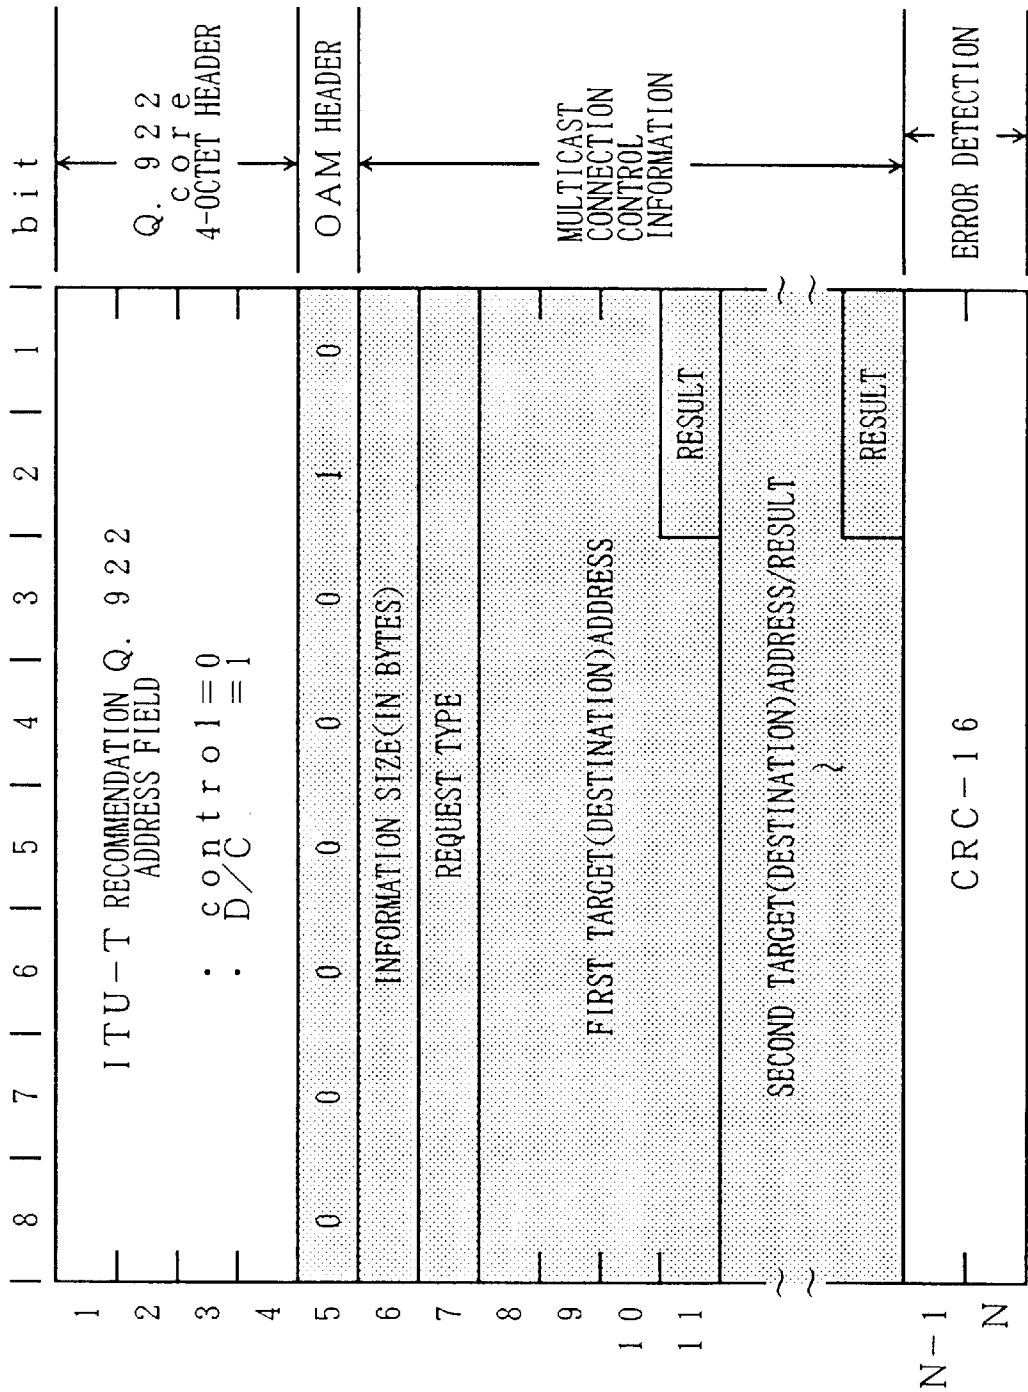 8 7 6 5 4 3 2 1 bit
1
2
3
4
5
6
7
8
9
10
11
N-1
N
ITU-T RECOMMENDATION Q. 922
ADDRESS FIELD
: control=0
: D/C =1
0 0 0 0 0 0 1 0
INFORMATION SIZE(IN BYTES)
REQUEST TYPE
FIRST TARGET(DESTINATION)ADDRESS
RESULT
SECOND TARGET(DESTINATION)ADDRESS/RESULT
RESULT
CRC-16
Q. 922
core
4-OCTET HEADER
OAM HEADER
MULTICAST
CONNECTION
CONTROL
INFORMATION
ERROR DETECTION